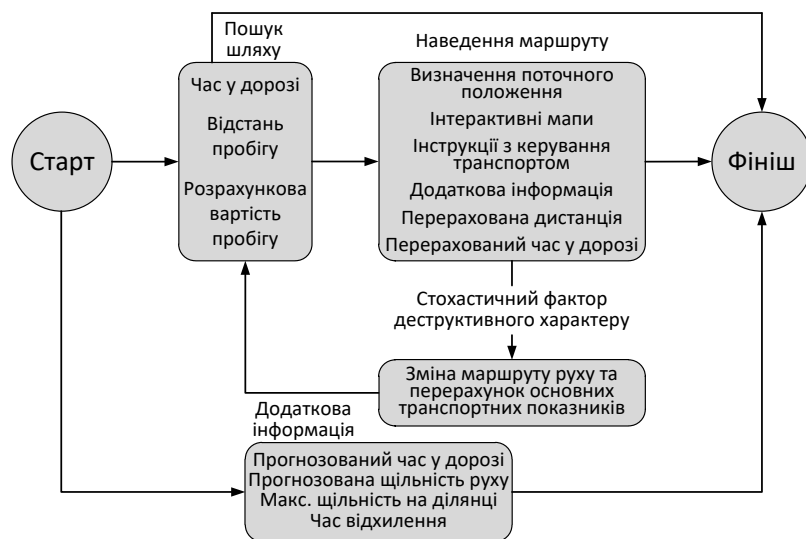 Пошук
шляху
Наведення маршруту
Старт
Час у дорозі
Відстань
пробігу
Розрахункова
вартість
пробігу
Визначення поточного
положення
Інтерактивні мапи
Інструкції з керування
транспортом
Додаткова інформація
Перерахована дистанція
Перерахований час у дорозі
Фініш
Стохастичний фактор
деструктивного характеру
Зміна маршруту руху та
перерахунок основних
транспортних показників
Додаткова
інформація
Прогнозований час у дорозі
Прогнозована щільність руху
Макс. щільність на ділянці
Час відхилення